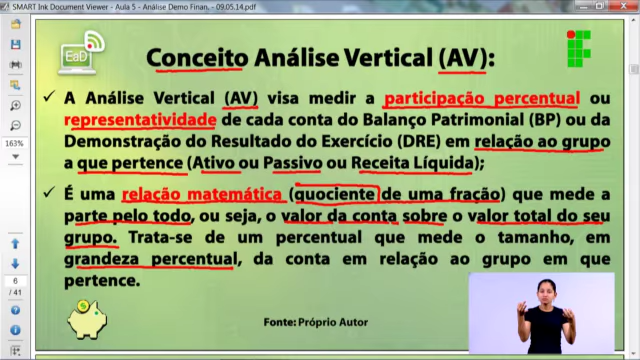 SMART Ink Document Viewer - Aula 5 - Análise Demo Finan. - 09.05.14.pdf
EaD
Conceito Análise Vertical (AV):
✓ A Análise Vertical (AV) visa medir a participação percentual ou
representatividade de cada conta do Balanço Patrimonial (BP) ou da
Demonstração do Resultado do Exercício (DRE) em relação ao grupo
a que pertence (Ativo ou Passivo ou Receita Líquida);
✓ É uma relação matemática (quociente de uma fração) que mede a
parte pelo todo, ou seja, o valor da conta sobre o valor total do seu
grupo. Trata-se de um percentual que mede o tamanho, em
grandeza percentual, da conta em relação ao grupo em que
pertence.
Fonte: Próprio Autor
163%
6
/ 41